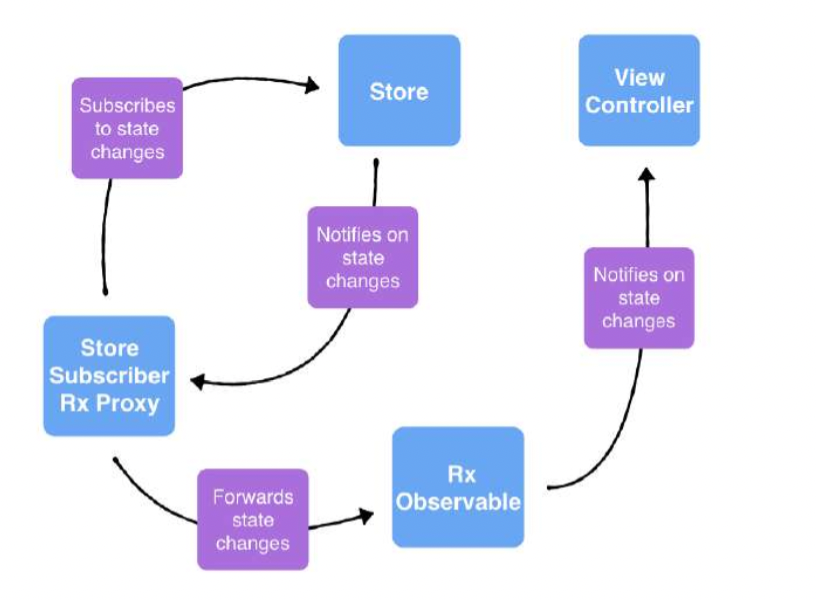 Store
View
Controller
Subscribes
to state
changes
Notifies on
state
changes
Notifies on
state
changes
Store
Subscriber
Rx Proxy
Rx
Observable
Forwards
state
changes